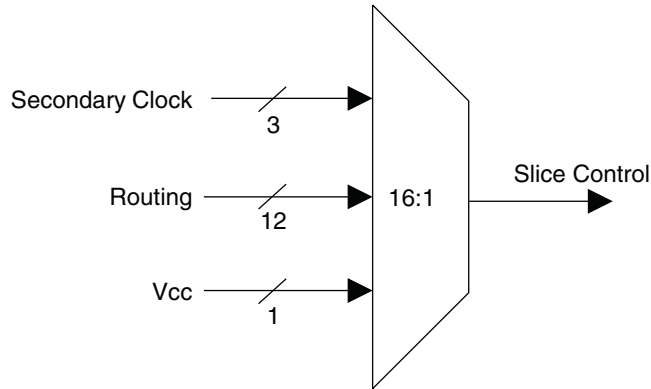 Secondary Clock
3
Routing
12
Vcc
1
16:1
Slice Control